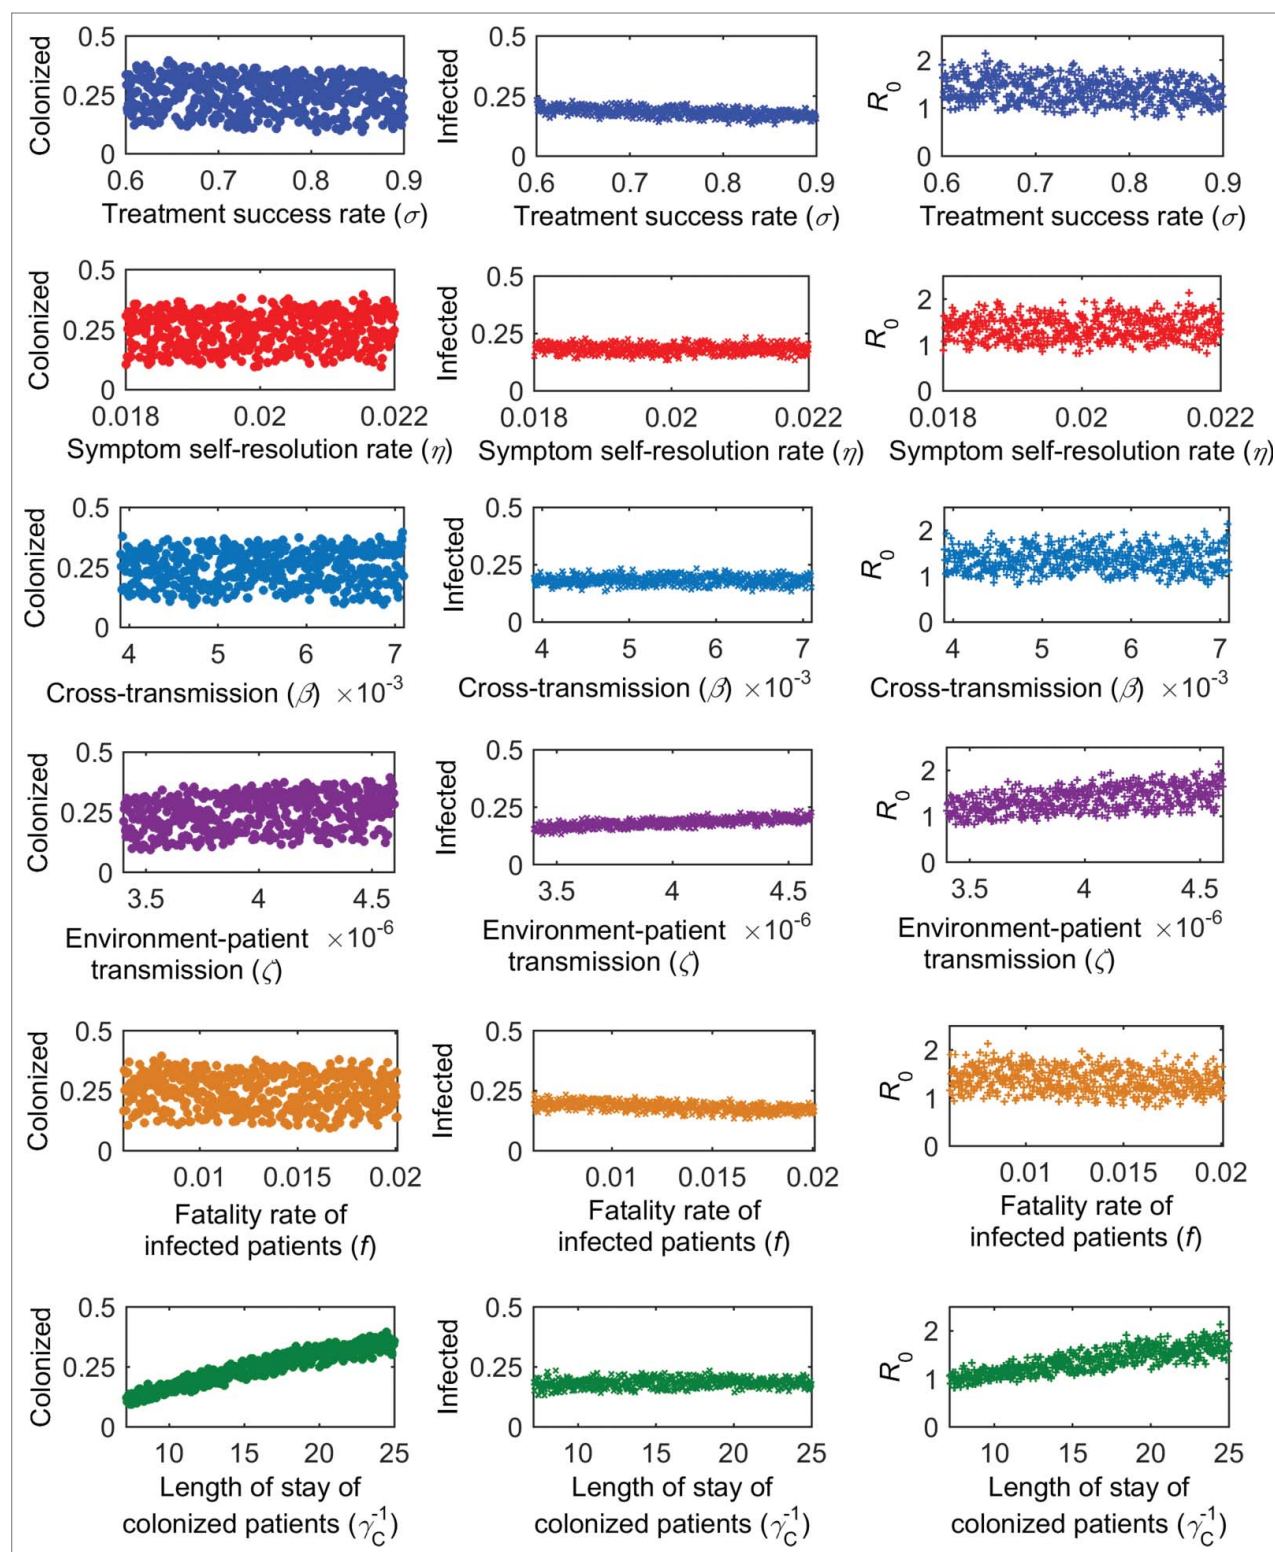 Colonized
0.5
0.25
0
0.6 0.7 0.8 0.9
Treatment success rate (σ)
Infected
0.5
0.25
0
0.6 0.7 0.8 0.9
Treatment success rate (σ)
R0
2
1
0
0.6 0.7 0.8 0.9
Treatment success rate (σ)
Colonized
0.5
0.25
0
0.018 0.02 0.022
Symptom self-resolution rate (η)
Infected
0.5
0.25
0
0.018 0.02 0.022
Symptom self-resolution rate (η)
R0
2
1
0
0.018 0.02 0.022
Symptom self-resolution rate (η)
Colonized
0.5
0.25
0
4 5 6 7
Cross-transmission (β) ×10-3
Infected
0.5
0.25
0
4 5 6 7
Cross-transmission (β) ×10-3
R0
2
1
0
4 5 6 7
Cross-transmission (β) ×10-3
Colonized
0.5
0.25
0
3.5 4 4.5
Environment-patient ×10-6
transmission (ζ)
Infected
0.5
0.25
0
3.5 4 4.5
Environment-patient ×10-6
transmission (ζ)
R0
2
1
0
3.5 4 4.5
Environment-patient ×10-6
transmission (ζ)
Colonized
0.5
0.25
0
0.01 0.015 0.02
Fatality rate of
infected patients (f)
Infected
0.5
0.25
0
0.01 0.015 0.02
Fatality rate of
infected patients (f)
R0
2
1
0
0.01 0.015 0.02
Fatality rate of
infected patients (f)
Colonized
0.5
0.25
0
10 15 20 25
Length of stay of
colonized patients (γC-1)
Infected
0.5
0.25
0
10 15 20 25
Length of stay of
colonized patients (γC-1)
R0
2
1
0
10 15 20 25
Length of stay of
colonized patients (γC-1)